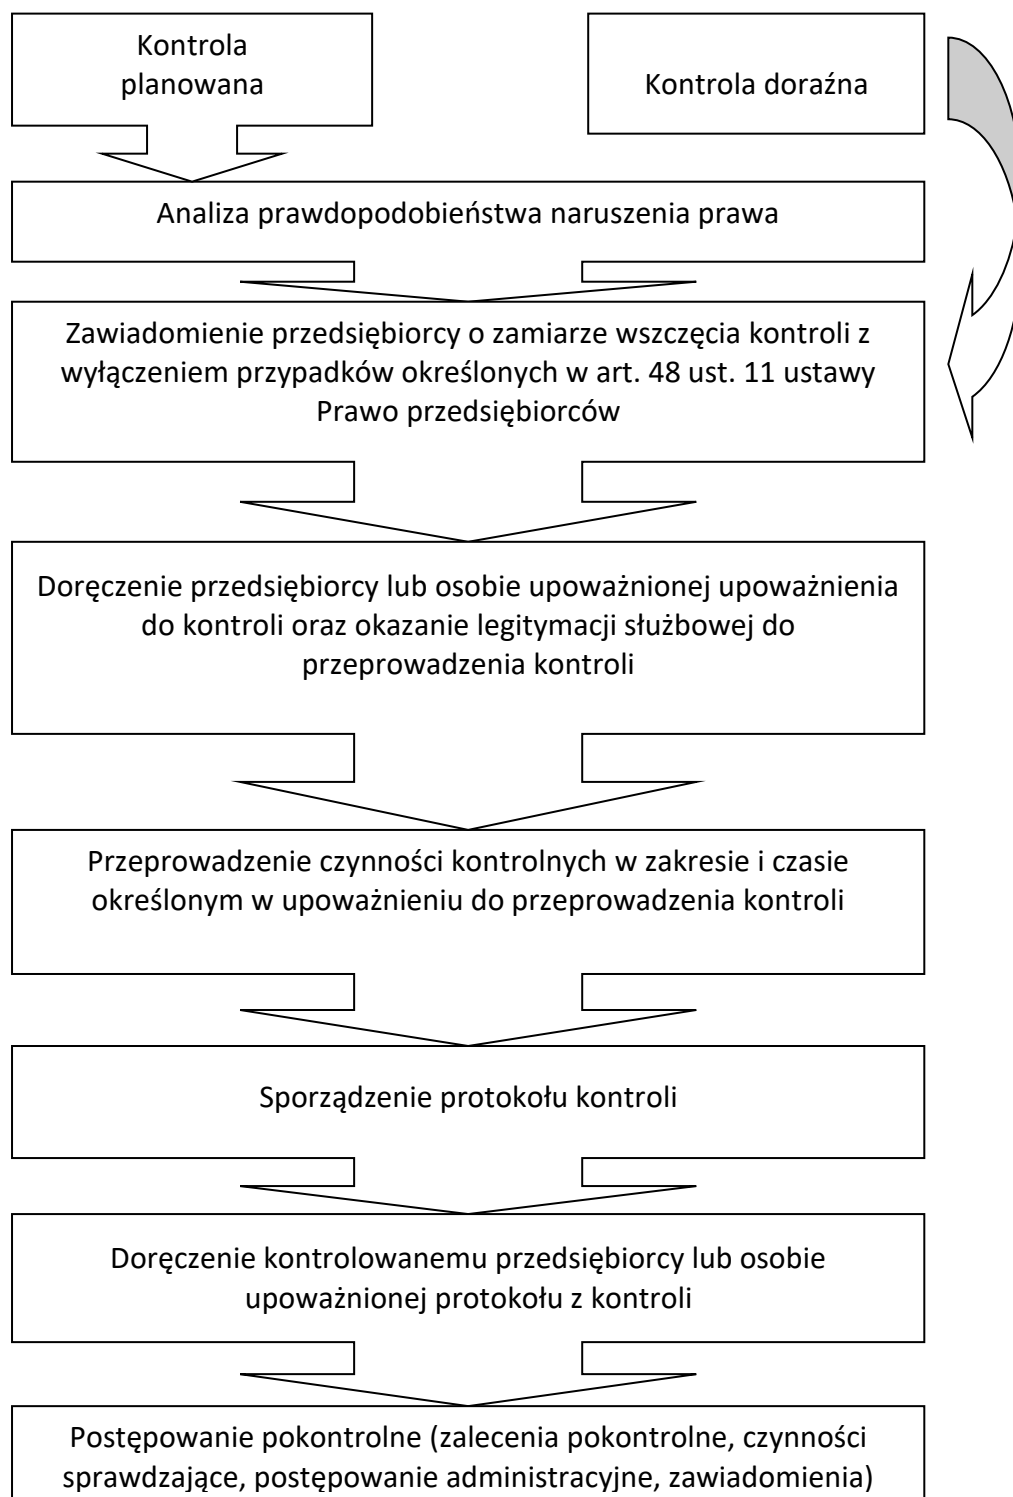 Kontrola
planowana
Kontrola doraźna
Analiza prawdopodobieństwa naruszenia prawa
Zawiadomienie przedsiębiorcy o zamiarze wszczęcia kontroli z
wyłączeniem przypadków określonych w art. 48 ust. 11 ustawy
Prawo przedsiębiorców
Doręczenie przedsiębiorcy lub osobie upoważnionej upoważnienia
do kontroli oraz okazanie legitymacji służbowej do
przeprowadzenia kontroli
Przeprowadzenie czynności kontrolnych w zakresie i czasie
określonym w upoważnieniu do przeprowadzenia kontroli
Sporządzenie protokołu kontroli
Doręczenie kontrolowanemu przedsiębiorcy lub osobie
upoważnionej protokołu z kontroli
Postępowanie pokontrolne (zalecenia pokontrolne, czynności
sprawdzające, postępowanie administracyjne, zawiadomienia)